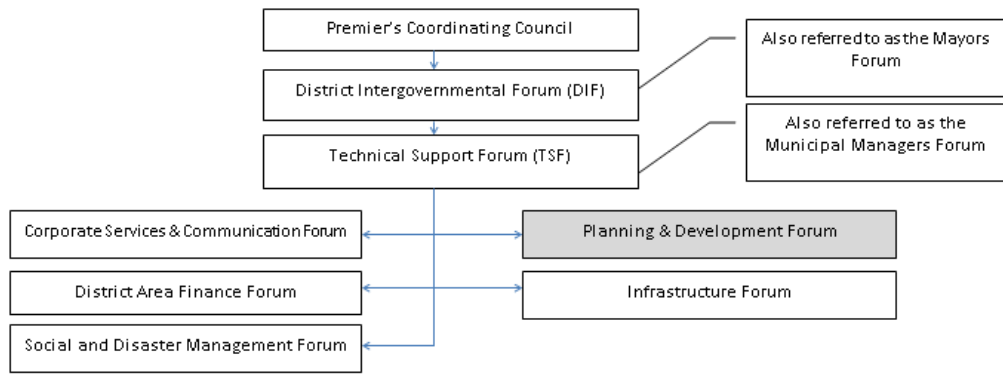 Premier's Coordinating Council
Also referred to as the Mayors
Forum
District Intergovernmental Forum (DIF)
Also referred to as the
Municipal Managers Forum
Technical Support Forum (TSF)
Corporate Services & Communication Forum
Planning & Development Forum
District Area Finance Forum
Infrastructure Forum
Social and Disaster Management Forum